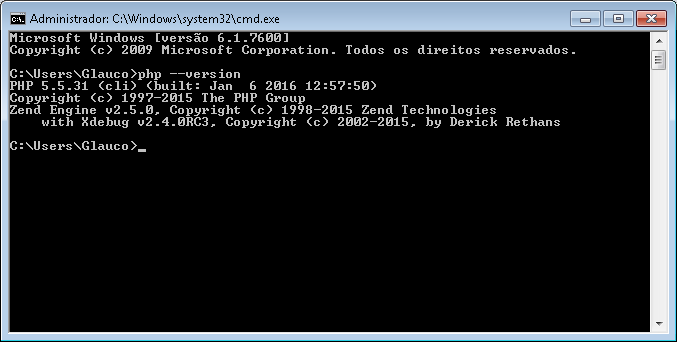 Administrador: C:\Windows\system32\cmd.exe
Microsoft Windows [versão 6.1.7600]
Copyright (c) 2009 Microsoft Corporation. Todos os direitos reservados.
C:\Users\Glauco>php --version
PHP 5.5.31 (cli) (built: Jan  6 2016 12:57:50)
Copyright (c) 1997-2015 The PHP Group
Zend Engine v2.5.0, Copyright (c) 1998-2015 Zend Technologies
    with Xdebug v2.4.0RC3, Copyright (c) 2002-2015, by Derick Rethans
C:\Users\Glauco>_